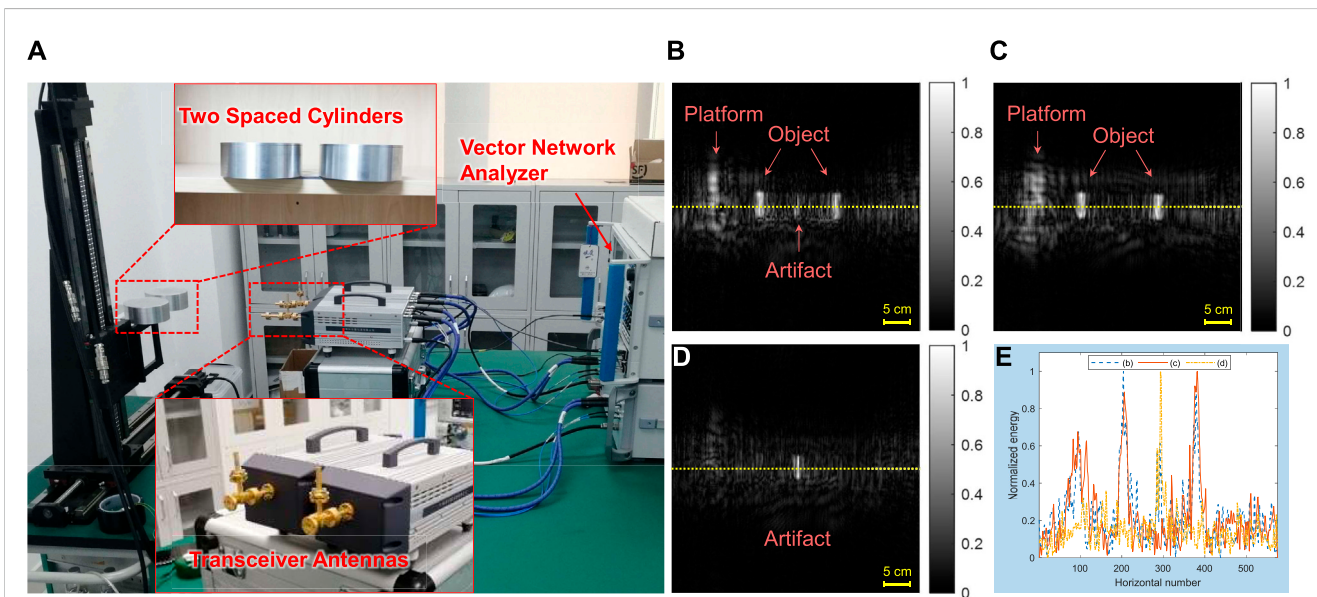 A
Two Spaced Cylinders
Vector Network
Analyzer
SF
Transceiver Antennas
B
Platform
Object
Artifact
5 cm
1
0.8
0.6
0.4
0.2
0
C
Platform
Object
5 cm
1
0.8
0.6
0.4
0.2
0
D
Artifact
5 cm
1
0.8
0.6
0.4
0.2
0
E
(b) (c) (d)
Normalized energy
1
0.8
0.6
0.4
0.2
0
100 200 300 400 500
Horizontal number